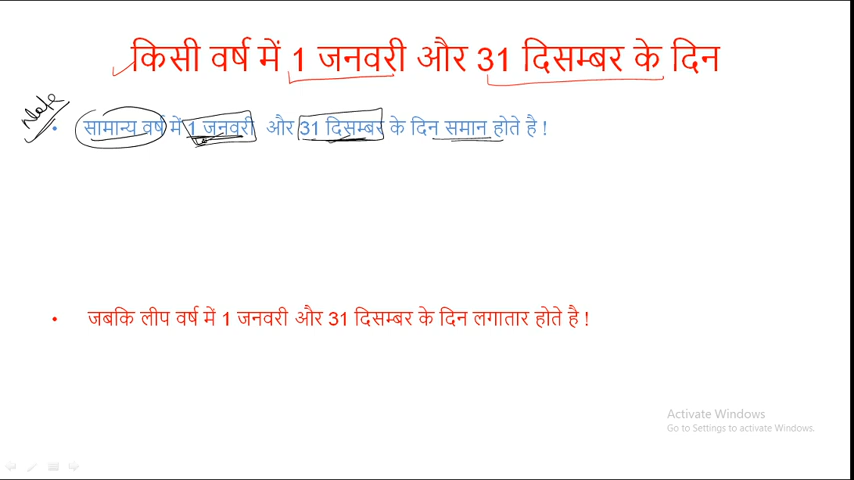 किसी वर्ष में 1 जनवरी और 31 दिसम्बर के दिन
Note
• सामान्य वर्ष में 1 जनवरी और 31 दिसम्बर के दिन समान होते है !
• जबकि लीप वर्ष में 1 जनवरी और 31 दिसम्बर के दिन लगातार होते है !
Activate Windows
Go to Settings to activate Windows.